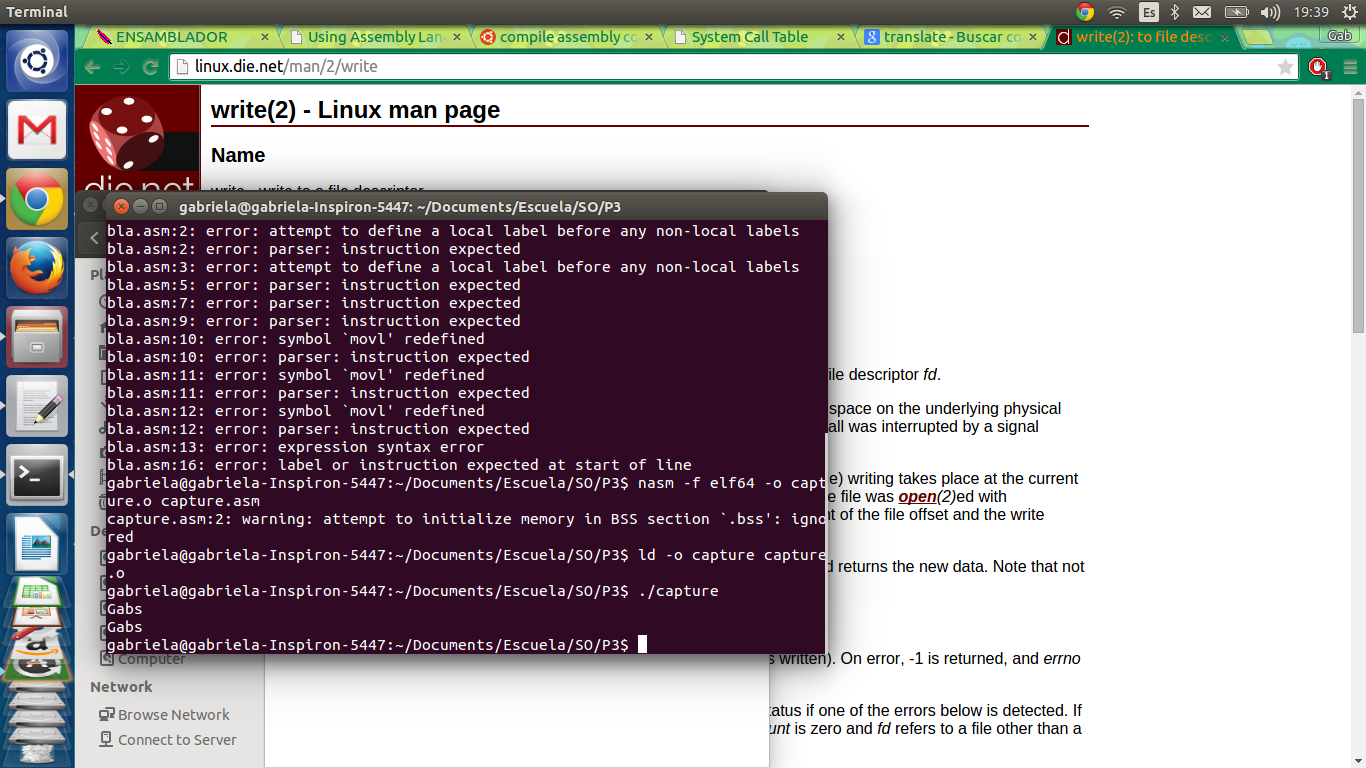 Terminal
Es
19:39
ENSAMBLADOR
Using Assembly Lan
compile assembly co
System Call Table
translate - Buscar co
write(2): to file desc
Gab
linux.die.net/man/2/write
1
write(2) - Linux man page
Name
die.net
write - write to a file descriptor
gabriela@gabriela-Inspiron-5447: ~/Documents/Escuela/SO/P3
bla.asm:2: error: attempt to define a local label before any non-local labels
bla.asm:2: error: parser: instruction expected
bla.asm:3: error: attempt to define a local label before any non-local labels
bla.asm:5: error: parser: instruction expected
bla.asm:7: error: parser: instruction expected
bla.asm:9: error: parser: instruction expected
bla.asm:10: error: symbol `movl' redefined
bla.asm:10: error: parser: instruction expected
bla.asm:11: error: symbol `movl' redefined
bla.asm:11: error: parser: instruction expected
bla.asm:12: error: symbol `movl' redefined
bla.asm:12: error: parser: instruction expected
bla.asm:13: error: expression syntax error
bla.asm:16: error: label or instruction expected at start of line
gabriela@gabriela-Inspiron-5447:~/Documents/Escuela/SO/P3$ nasm -f elf64 -o capt
ure.o capture.asm
capture.asm:2: warning: attempt to initialize memory in BSS section `.bss': igno
red
gabriela@gabriela-Inspiron-5447:~/Documents/Escuela/SO/P3$ ld -o capture capture
.o
gabriela@gabriela-Inspiron-5447:~/Documents/Escuela/SO/P3$ ./capture
Gabs
Gabs
gabriela@gabriela-Inspiron-5447:~/Documents/Escuela/SO/P3$
ile descriptor fd.
space on the underlying physical
all was interrupted by a signal
e) writing takes place at the current
e file was open(2)ed with
nt of the file offset and the write
d returns the new data. Note that not
s written). On error, -1 is returned, and errno
tatus if one of the errors below is detected. If
unt is zero and fd refers to a file other than a
Pl
De
Computer
Network
Browse Network
Connect to Server